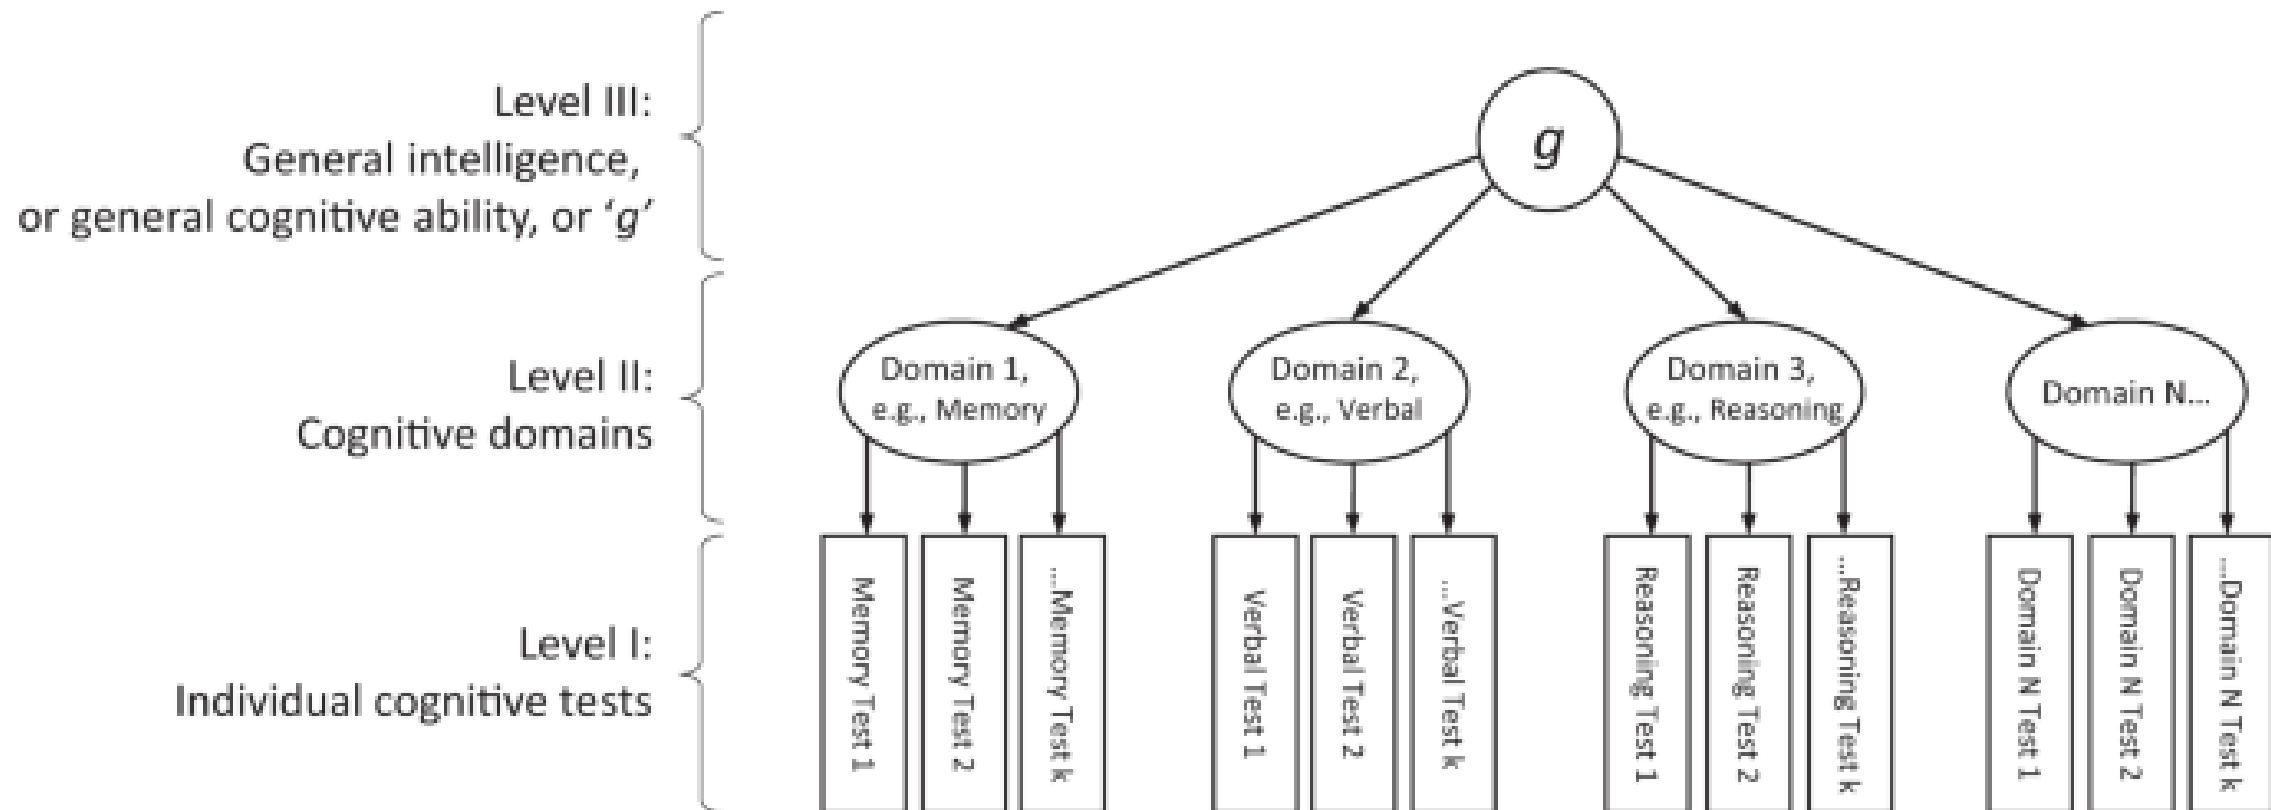 Level III:
General intelligence,
or general cognitive ability, or ‘g’
g
Level II:
Cognitive domains
Domain 1,
e.g., Memory
Domain 2,
e.g., Verbal
Domain 3,
e.g., Reasoning
Domain N...
Level I:
Individual cognitive tests
Memory Test 1
Memory Test 2
...Memory Test k
Verbal Test 1
Verbal Test 2
...Verbal Test k
Reasoning Test 1
Reasoning Test 2
...Reasoning Test k
Domain N Test 1
Domain N Test 2
...Domain N Test k